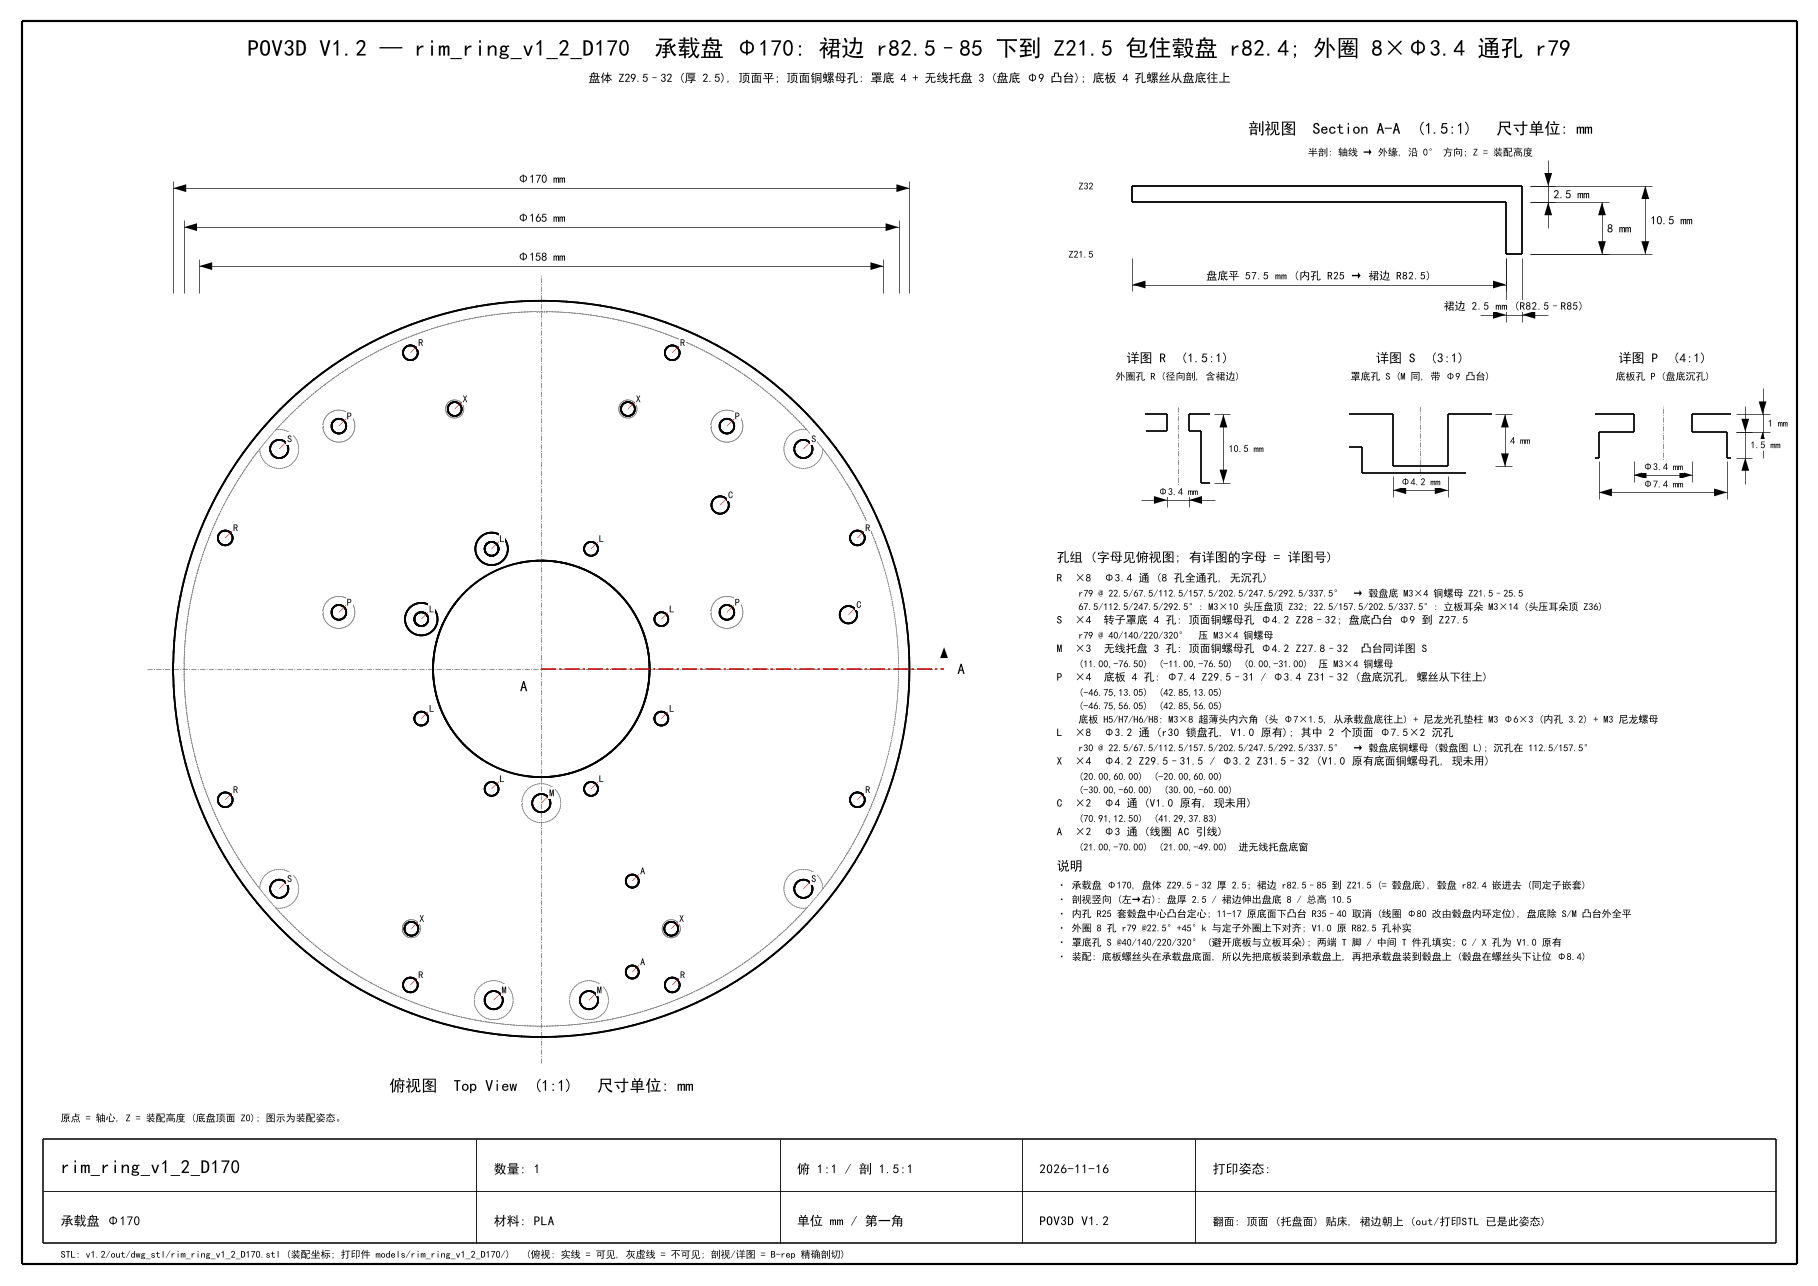 POV3D V1.2 — rim_ring_v1_2_D170  承载盘 Φ170: 裙边 r82.5–85 下到 Z21.5 包住毂盘 r82.4; 外圈 8×Φ3.4 通孔 r79
盘体 Z29.5–32 (厚 2.5), 顶面平; 顶面铜螺母孔: 罩底 4 + 无线托盘 3 (盘底 Φ9 凸台); 底板 4 孔螺丝从盘底往上
Φ170 mm
Φ165 mm
Φ158 mm
R
R
X
X
P
P
S
S
C
R
R
L
L
P
P
L
L
C
A
A
L
L
L
L
M
R
R
S
S
A
X
X
A
R
R
M
M
俯视图  Top View  (1:1)   尺寸单位: mm
剖视图  Section A-A  (1.5:1)   尺寸单位: mm
半剖: 轴线 → 外缘, 沿 0° 方向; Z = 装配高度
Z32
2.5 mm
8 mm
10.5 mm
Z21.5
盘底平 57.5 mm (内孔 R25 → 裙边 R82.5)
裙边 2.5 mm (R82.5–R85)
详图 R  (1.5:1)
外圈孔 R (径向剖, 含裙边)
10.5 mm
Φ3.4 mm
详图 S  (3:1)
罩底孔 S (M 同, 带 Φ9 凸台)
4 mm
Φ4.2 mm
详图 P  (4:1)
底板孔 P (盘底沉孔)
1 mm
1.5 mm
Φ3.4 mm
Φ7.4 mm
孔组 (字母见俯视图; 有详图的字母 = 详图号)
R  ×8  Φ3.4 通 (8 孔全通孔, 无沉孔)
r79 @ 22.5/67.5/112.5/157.5/202.5/247.5/292.5/337.5°  → 毂盘底 M3×4 铜螺母 Z21.5-25.5
67.5/112.5/247.5/292.5°: M3×10 头压盘顶 Z32; 22.5/157.5/202.5/337.5°: 立板耳朵 M3×14 (头压耳朵顶 Z36)
S  ×4  转子罩底 4 孔: 顶面铜螺母孔 Φ4.2 Z28-32; 盘底凸台 Φ9 到 Z27.5
r79 @ 40/140/220/320°  压 M3×4 铜螺母
M  ×3  无线托盘 3 孔: 顶面铜螺母孔 Φ4.2 Z27.8-32  凸台同详图 S
(11.00,-76.50)  (-11.00,-76.50)  (0.00,-31.00)  压 M3×4 铜螺母
P  ×4  底板 4 孔: Φ7.4 Z29.5-31 / Φ3.4 Z31-32 (盘底沉孔, 螺丝从下往上)
(-46.75,13.05)  (42.85,13.05)
(-46.75,56.05)  (42.85,56.05)
底板 H5/H7/H6/H8: M3×8 超薄头内六角 (头 Φ7×1.5, 从承载盘底往上) + 尼龙光孔垫柱 M3 Φ6×3 (内孔 3.2) + M3 尼龙螺母
L  ×8  Φ3.2 通 (r30 锁盘孔, V1.0 原有); 其中 2 个顶面 Φ7.5×2 沉孔
r30 @ 22.5/67.5/112.5/157.5/202.5/247.5/292.5/337.5°  → 毂盘底铜螺母 (毂盘图 L); 沉孔在 112.5/157.5°
X  ×4  Φ4.2 Z29.5-31.5 / Φ3.2 Z31.5-32 (V1.0 原有底面铜螺母孔, 现未用)
(20.00,60.00)  (-20.00,60.00)
(-30.00,-60.00)  (30.00,-60.00)
C  ×2  Φ4 通 (V1.0 原有, 现未用)
(70.91,12.50)  (41.29,37.83)
A  ×2  Φ3 通 (线圈 AC 引线)
(21.00,-70.00)  (21.00,-49.00)  进无线托盘底窗
说明
· 承载盘 Φ170, 盘体 Z29.5–32 厚 2.5; 裙边 r82.5–85 到 Z21.5 (= 毂盘底), 毂盘 r82.4 嵌进去 (同定子嵌套)
· 剖视竖向 (左→右): 盘厚 2.5 / 裙边伸出盘底 8 / 总高 10.5
· 内孔 R25 套毂盘中心凸台定心; 11-17 原底面下凸台 R35–40 取消 (线圈 Φ80 改由毂盘内环定位), 盘底除 S/M 凸台外全平
· 外圈 8 孔 r79 @22.5°+45°k 与定子外圈上下对齐; V1.0 原 R82.5 孔补实
· 罩底孔 S @40/140/220/320° (避开底板与立板耳朵); 两端 T 脚 / 中间 T 件孔填实; C / X 孔为 V1.0 原有
· 装配: 底板螺丝头在承载盘底面, 所以先把底板装到承载盘上, 再把承载盘装到毂盘上 (毂盘在螺丝头下让位 Φ8.4)
原点 = 轴心, Z = 装配高度 (底盘顶面 Z0); 图示为装配姿态。
rim_ring_v1_2_D170
数量: 1
俯 1:1 / 剖 1.5:1
2026-11-16
打印姿态:
承载盘 Φ170
材料: PLA
单位 mm / 第一角
POV3D V1.2
翻面: 顶面 (托盘面) 贴床, 裙边朝上 (out/打印STL 已是此姿态)
STL: v1.2/out/dwg_stl/rim_ring_v1_2_D170.stl (装配坐标; 打印件 models/rim_ring_v1_2_D170/)   (俯视: 实线 = 可见, 灰虚线 = 不可见; 剖视/详图 = B-rep 精确剖切)